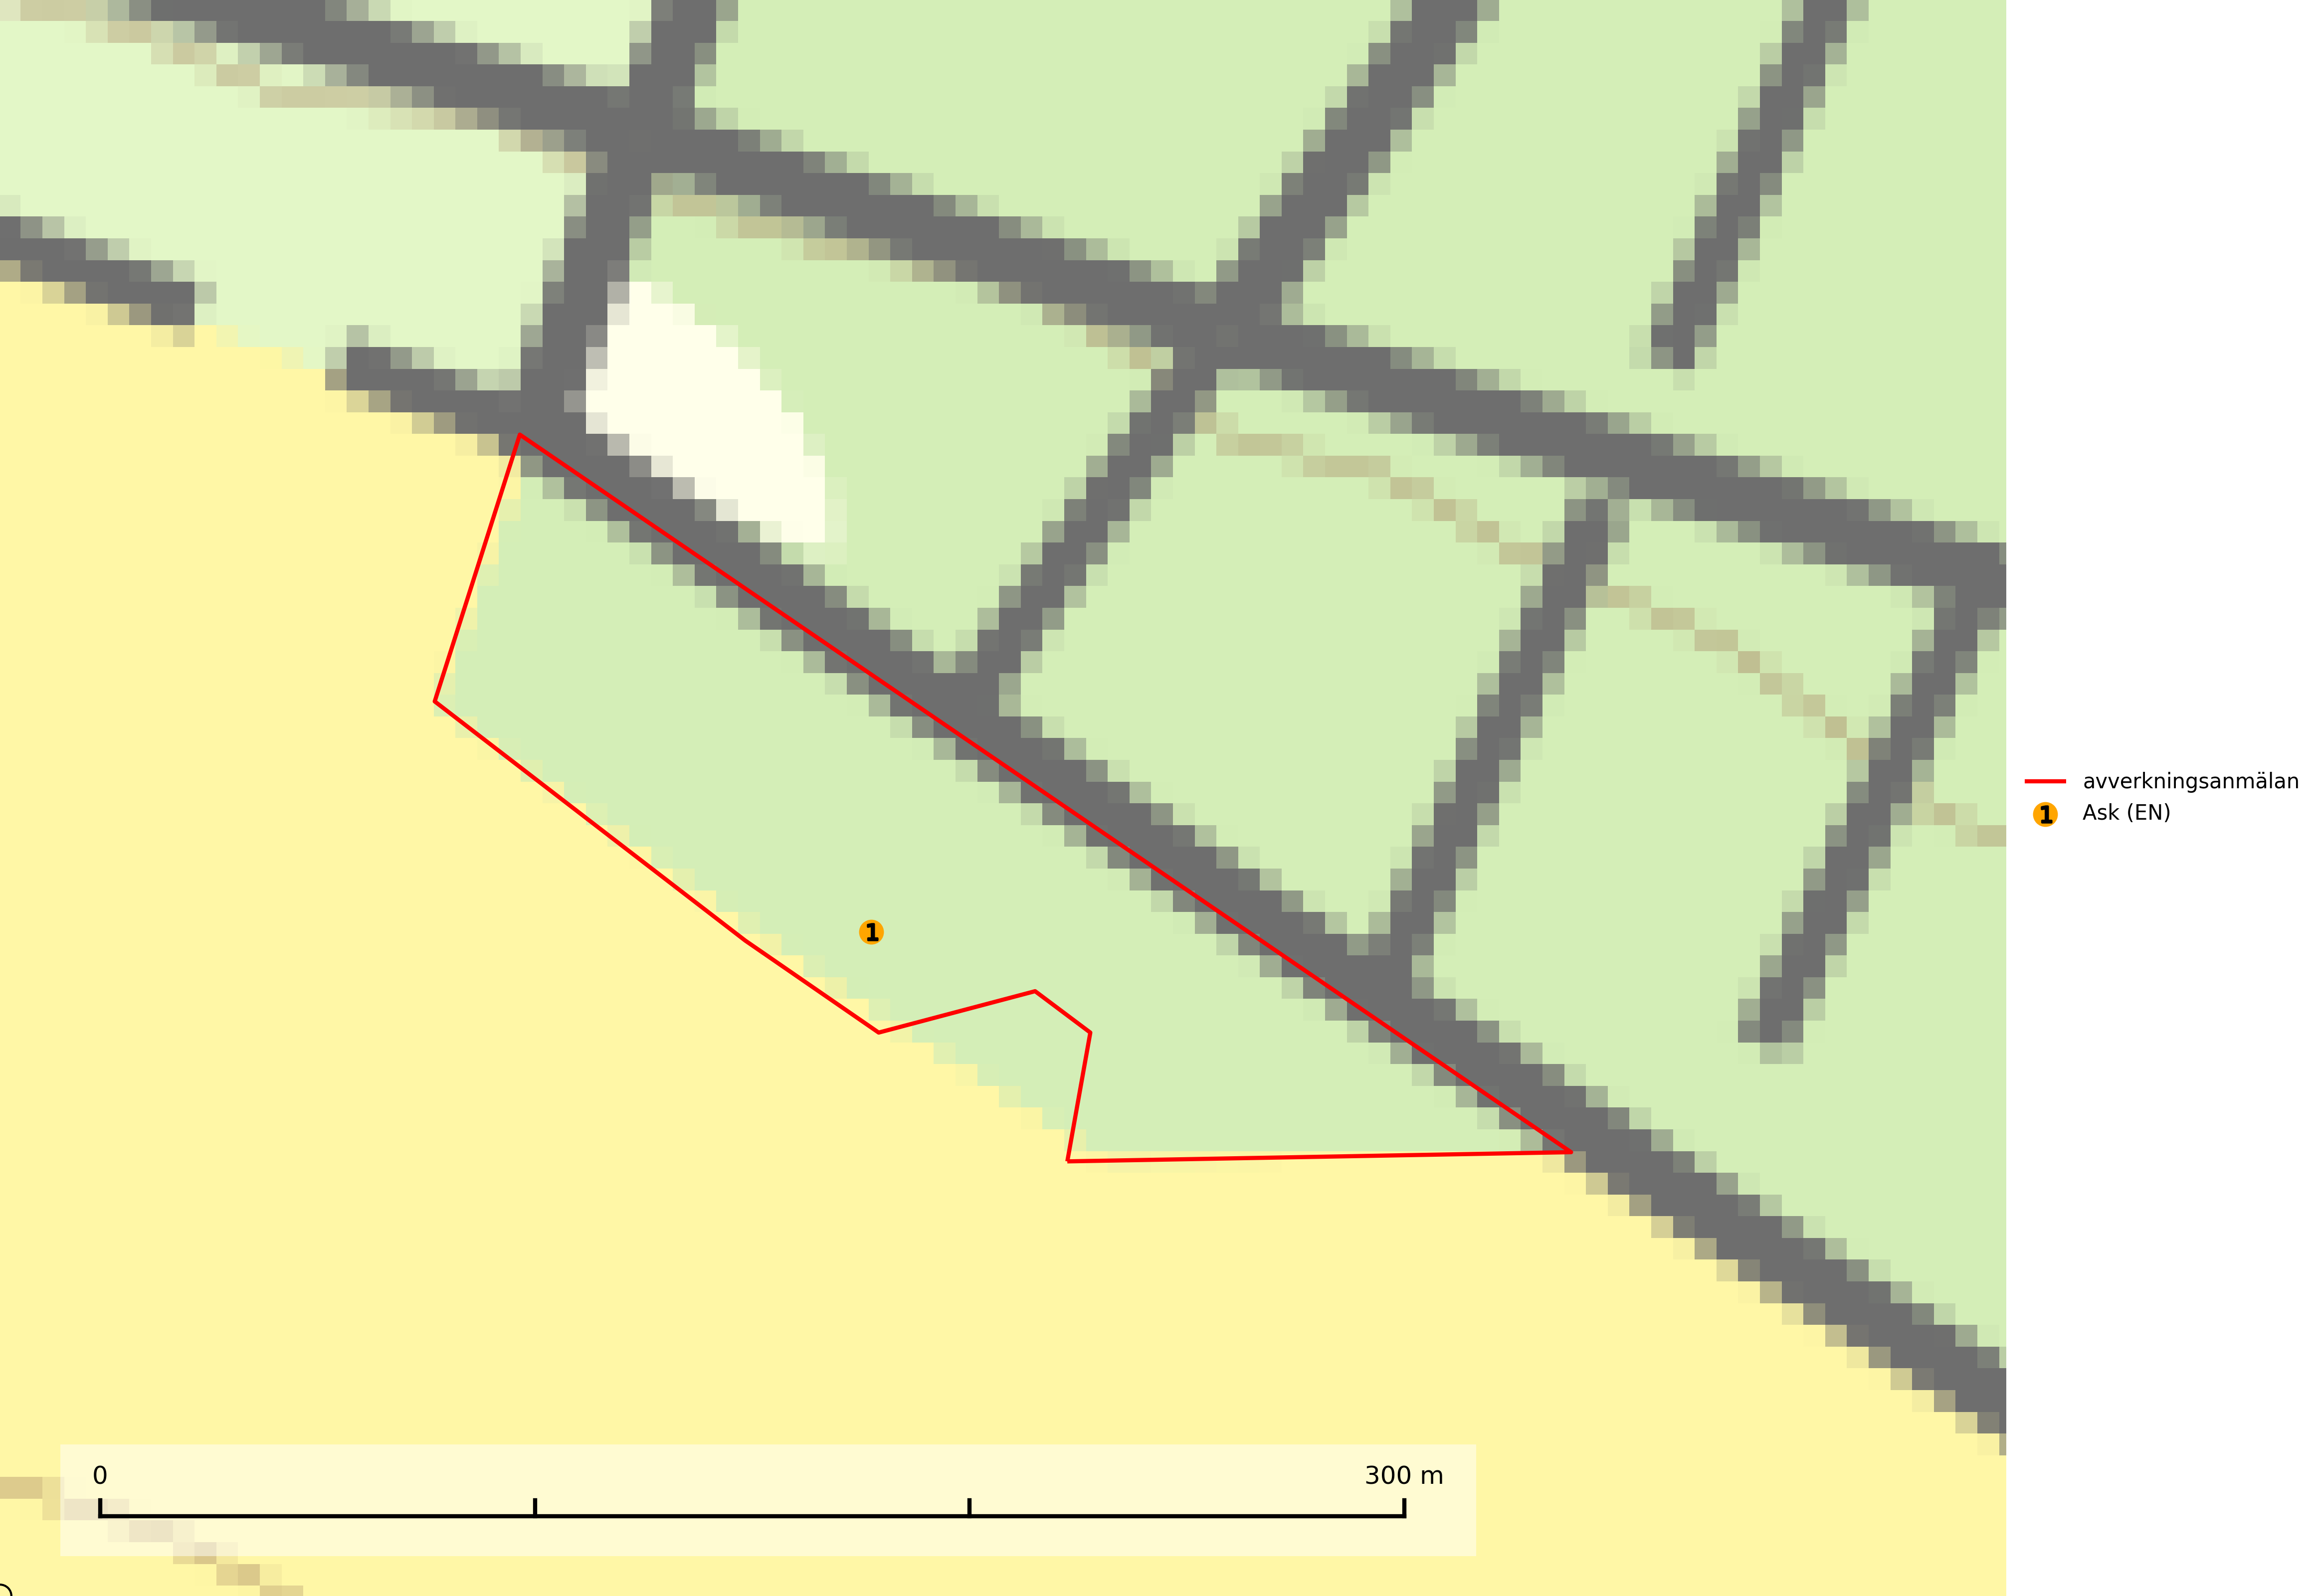 avverkningsanmälan
1 Ask (EN)
1
0 300 m